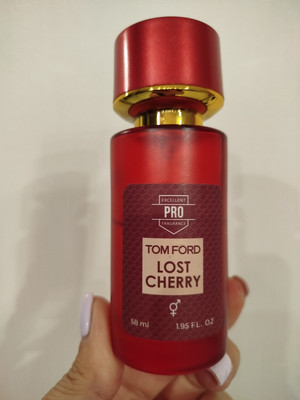 EXCELLENT
PRO
FRAGRANCE
TOM FORD
LOST
CHERRY
58 ml 1.95 FL. OZ